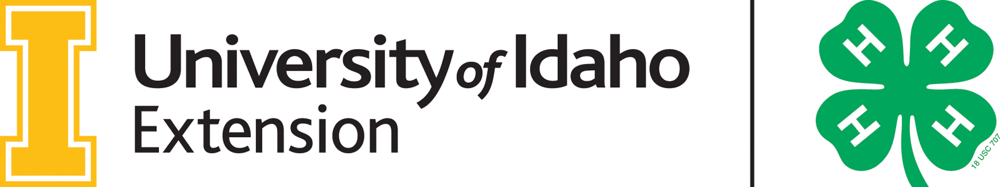 I
University of Idaho
Extension
H H
H H
18 USC 707